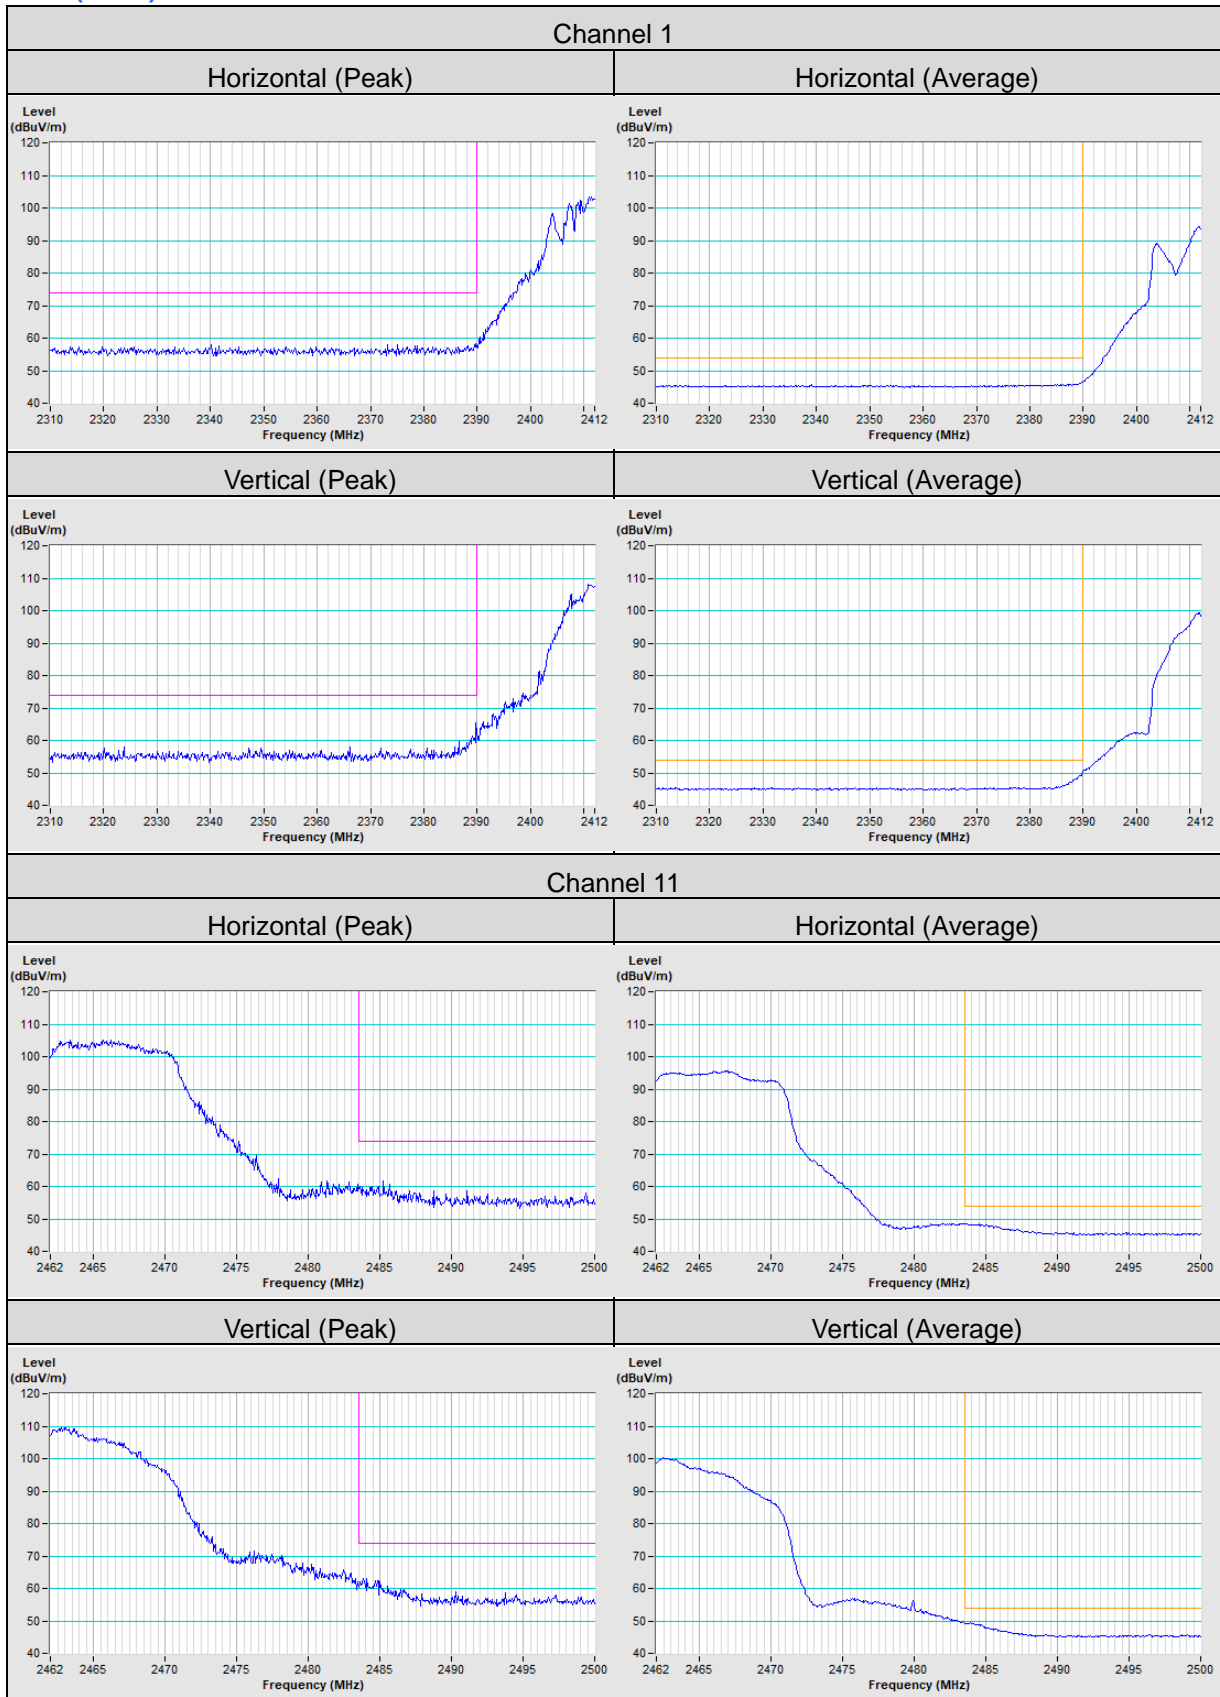 Channel 1
Horizontal (Peak) Horizontal (Average)
Level Level
(dBuV/m) (dBuV/m)
120 120
110 110
100 100
90 90
80 80
70 70
60 60
50 50
40 40
2310 2320 2330 2340 2350 2360 2370 2380 2390 2400 2412 2310 2320 2330 2340 2350 2360 2370 2380 2390 2400 2412
Frequency (MHz) Frequency (MHz)
Vertical (Peak) Vertical (Average)
Level Level
(dBuV/m) (dBuV/m)
120 120
110 110
100 100
90 90
80 80
70 70
60 60
50 50
40 40
2310 2320 2330 2340 2350 2360 2370 2380 2390 2400 2412 2310 2320 2330 2340 2350 2360 2370 2380 2390 2400 2412
Frequency (MHz) Frequency (MHz)
Channel 11
Horizontal (Peak) Horizontal (Average)
Level Level
(dBuV/m) (dBuV/m)
120 120
110 110
100 100
90 90
80 80
70 70
60 60
50 50
40 40
2462 2465 2470 2475 2480 2485 2490 2495 2500 2462 2465 2470 2475 2480 2485 2490 2495 2500
Frequency (MHz) Frequency (MHz)
Vertical (Peak) Vertical (Average)
Level Level
(dBuV/m) (dBuV/m)
120 120
110 110
100 100
90 90
80 80
70 70
60 60
50 50
40 40
2462 2465 2470 2475 2480 2485 2490 2495 2500 2462 2465 2470 2475 2480 2485 2490 2495 2500
Frequency (MHz) Frequency (MHz)